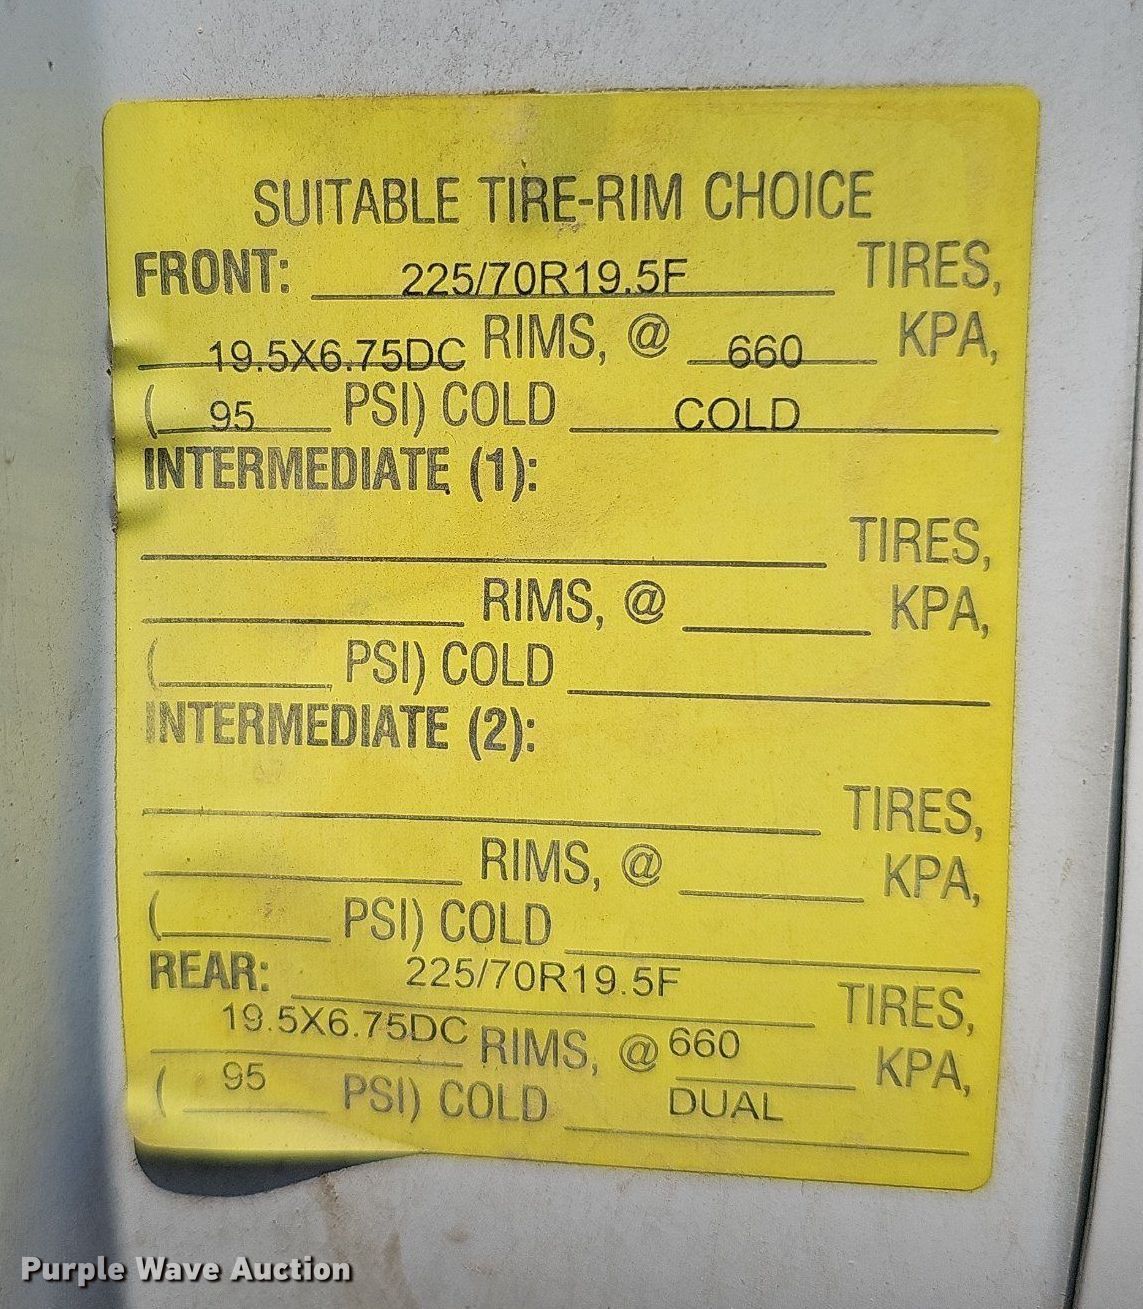 SUITABLE TIRE-RIM CHOICE
FRONT: 225/70R19.5F TIRES,
19.5X6.75DC RIMS, @ 660 KPA,
( 95 PSI) COLD COLD
INTERMEDIATE (1):
TIRES,
RIMS, @ KPA,
( PSI) COLD
INTERMEDIATE (2):
TIRES,
RIMS, @ KPA,
( PSI) COLD
REAR: 225/70R19.5F TIRES,
19.5X6.75DC RIMS, @ 660 KPA,
( 95 PSI) COLD DUAL
Purple Wave Auction